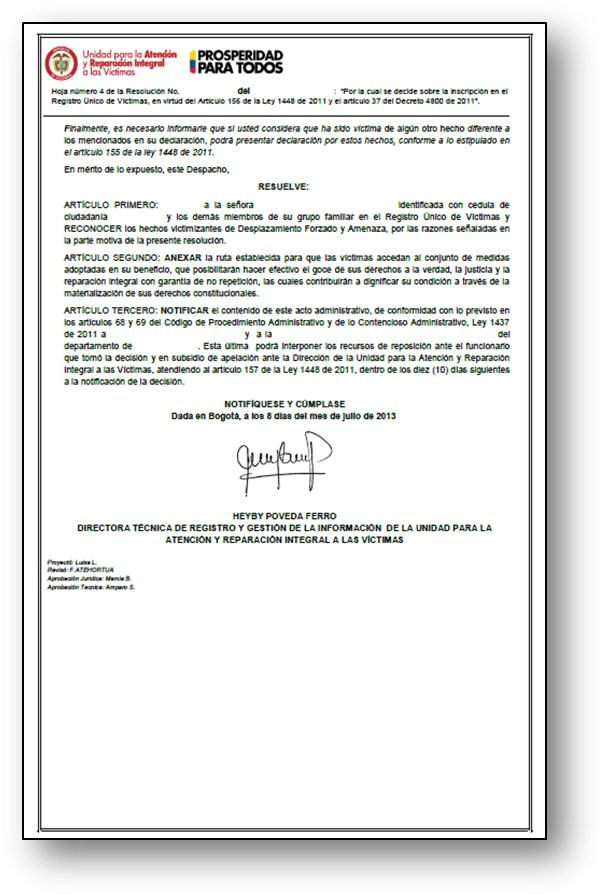 Unidad para la Atención
y Reparación Integral
a las Víctimas
PROSPERIDAD
PARA TODOS
Hoja número 4 de la Resolución No. del : "Por la cual se decide sobre la inscripción en el
Registro Único de Víctimas, en virtud del Artículo 156 de la Ley 1448 de 2011 y el artículo 37 del Decreto 4800 de 2011".
Finalmente, es necesario informarle que si usted considera que ha sido víctima de algún otro hecho diferente a
los mencionados en su declaración, podrá presentar declaración por estos hechos, conforme a lo estipulado en
el artículo 155 de la ley 1448 de 2011.
En mérito de lo expuesto, este Despacho,
RESUELVE:
ARTÍCULO PRIMERO: a la señora identificada con cedula de
ciudadanía y los demás miembros de su grupo familiar en el Registro Único de Víctimas y
RECONOCER los hechos victimizantes de Desplazamiento Forzado y Amenaza, por las razones señaladas en
la parte motiva de la presente resolución.
ARTÍCULO SEGUNDO: ANEXAR la ruta establecida para que las víctimas accedan al conjunto de medidas
adoptadas en su beneficio, que posibilitarán hacer efectivo el goce de sus derechos a la verdad, la justicia y la
reparación integral con garantía de no repetición, las cuales contribuirán a dignificar su condición a través de la
materialización de sus derechos constitucionales.
ARTÍCULO TERCERO: NOTIFICAR el contenido de este acto administrativo, de conformidad con lo previsto en
los artículos 68 y 69 del Código de Procedimiento Administrativo y de lo Contencioso Administrativo, Ley 1437
de 2011 a y a la del
departamento de . Esta última podrá interponer los recursos de reposición ante el funcionario
que tomó la decisión y en subsidio de apelación ante la Dirección de la Unidad para la Atención y Reparación
Integral a las Víctimas, atendiendo al artículo 157 de la Ley 1448 de 2011, dentro de los diez (10) días siguientes
a la notificación de la decisión.
NOTIFÍQUESE Y CÚMPLASE
Dada en Bogotá, a los 8 días del mes de julio de 2013
HEYBY POVEDA FERRO
DIRECTORA TÉCNICA DE REGISTRO Y GESTIÓN DE LA INFORMACIÓN DE LA UNIDAD PARA LA
ATENCIÓN Y REPARACIÓN INTEGRAL A LAS VÍCTIMAS
Proyectó: Luisa L.
Revisó: F.ATEHORTUA
Aprobación Jurídica: Marcia B.
Aprobación Tecnica: Amparo S.